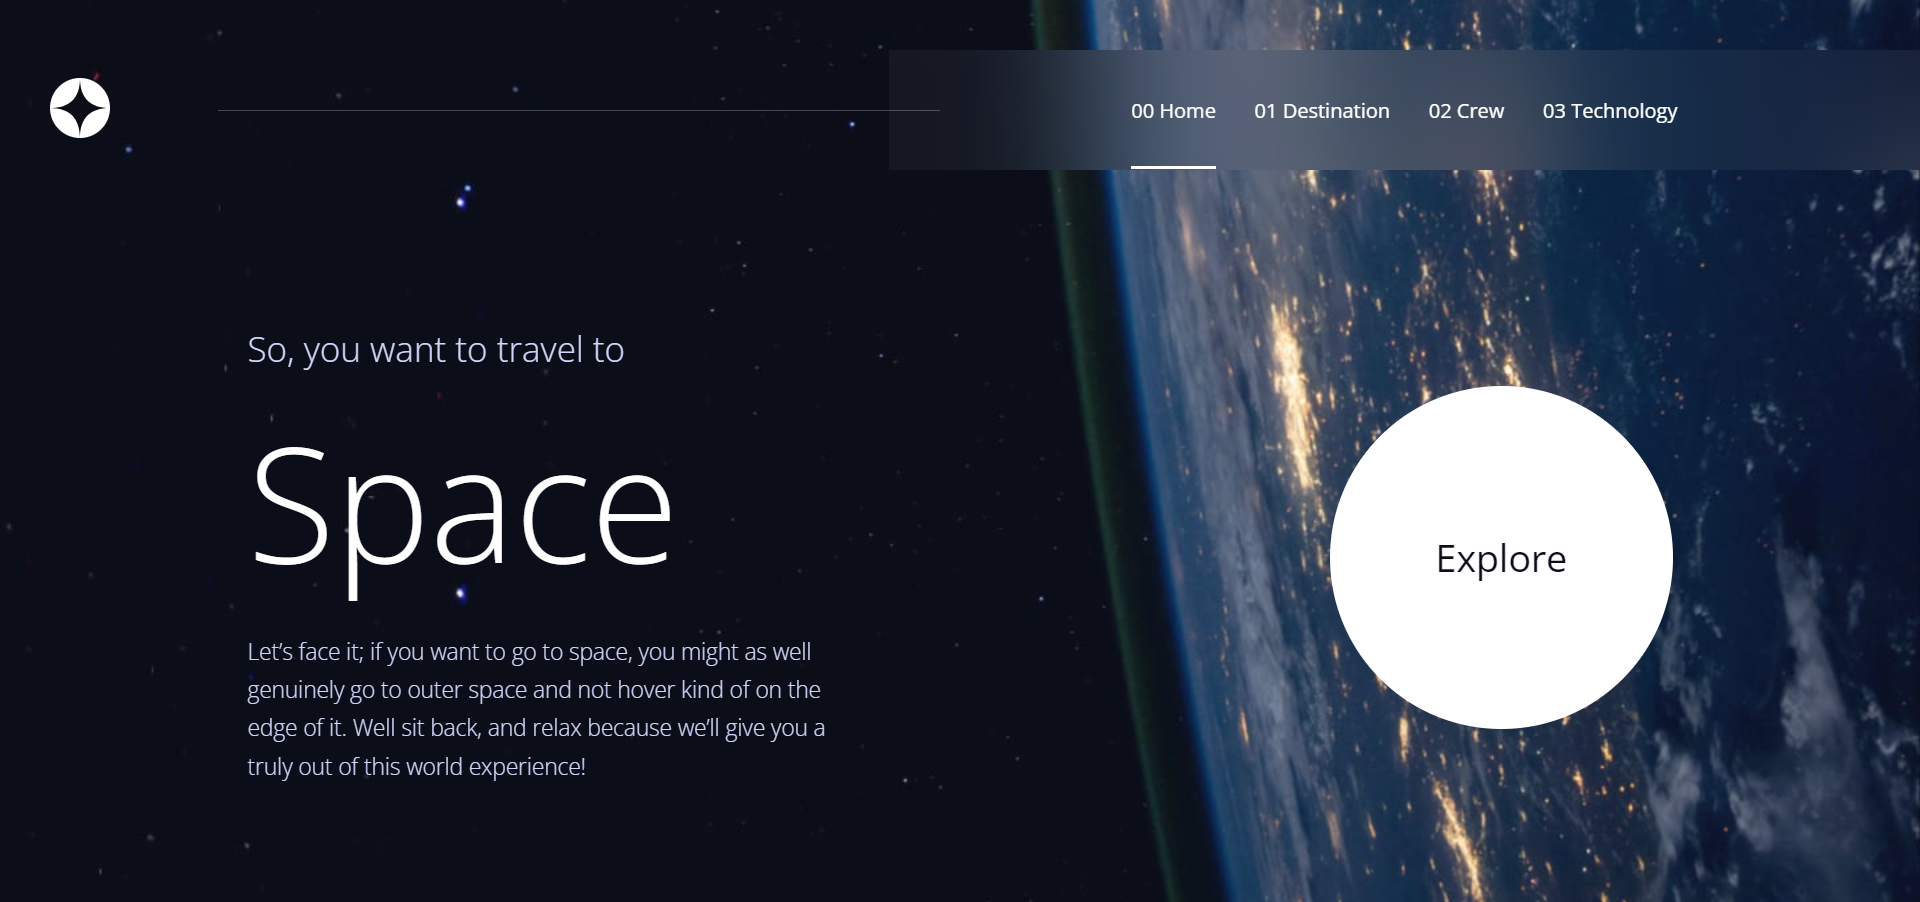 00 Home 01 Destination 02 Crew 03 Technology
So, you want to travel to
Space
Let’s face it; if you want to go to space, you might as well
genuinely go to outer space and not hover kind of on the
edge of it. Well sit back, and relax because we’ll give you a
truly out of this world experience!
Explore